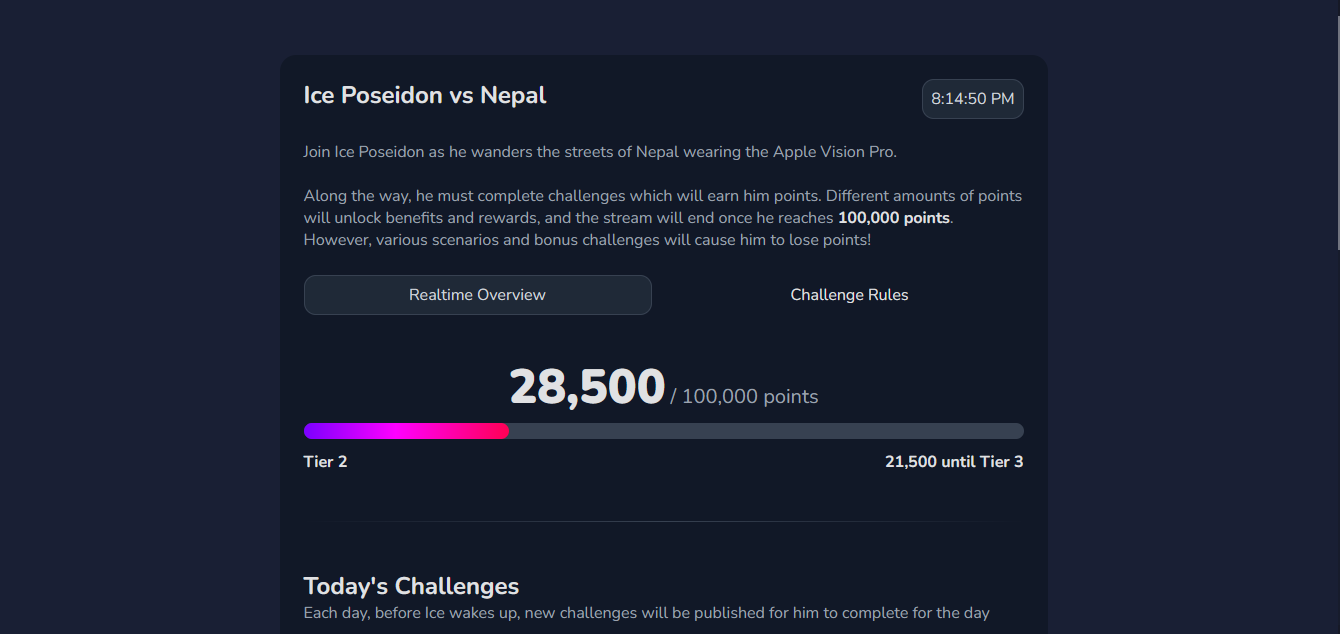 Ice Poseidon vs Nepal
8:14:50 PM
Join Ice Poseidon as he wanders the streets of Nepal wearing the Apple Vision Pro.
Along the way, he must complete challenges which will earn him points. Different amounts of points
will unlock benefits and rewards, and the stream will end once he reaches 100,000 points.
However, various scenarios and bonus challenges will cause him to lose points!
Realtime Overview
Challenge Rules
28,500 / 100,000 points
Tier 2
21,500 until Tier 3
Today's Challenges
Each day, before Ice wakes up, new challenges will be published for him to complete for the day